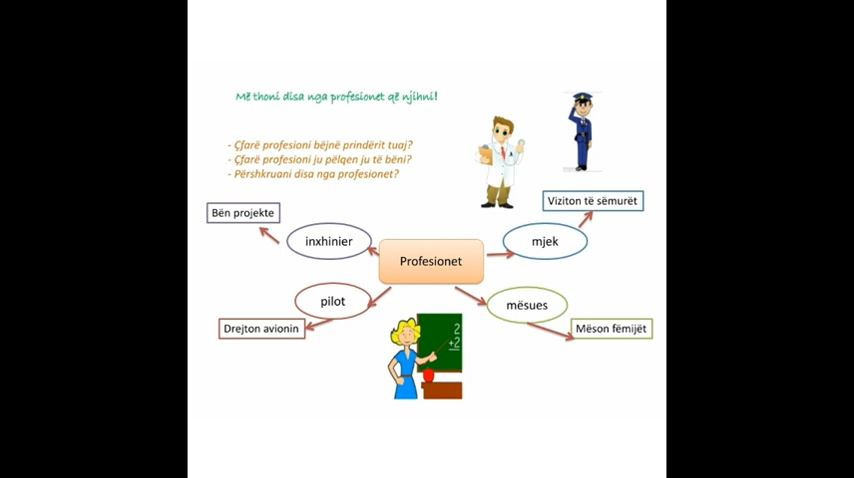 Më thoni disa nga profesionet që njihni!
- Çfarë profesioni bëjnë prindërit tuaj?
- Çfarë profesioni ju pëlqen ju të bëni?
- Përshkruani disa nga profesionet?
Viziton të sëmurët
Bën projekte
inxhinier
mjek
Profesionet
pilot
mësues
Drejton avionin
Mëson fëmijët
2
+2